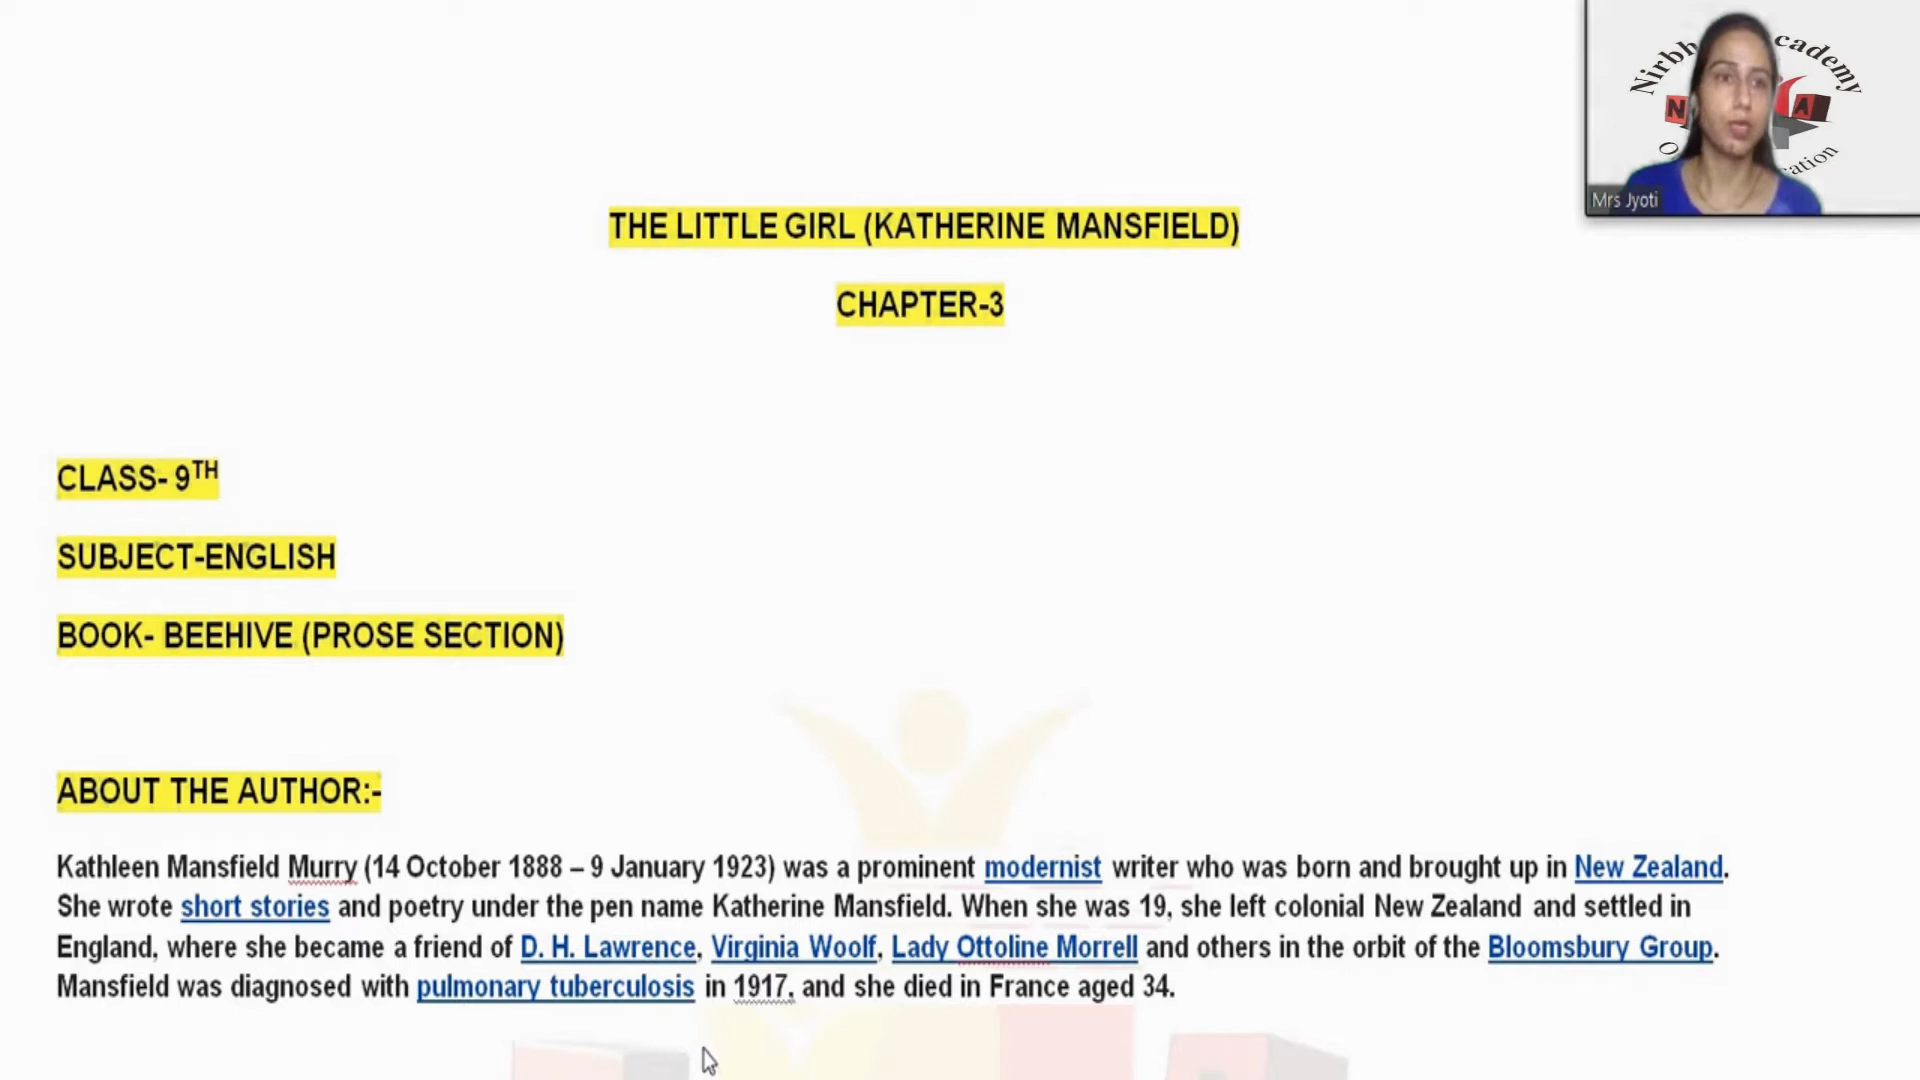 THE LITTLE GIRL (KATHERINE MANSFIELD)
CHAPTER-3
CLASS- 9TH
SUBJECT-ENGLISH
BOOK- BEEHIVE (PROSE SECTION)
ABOUT THE AUTHOR:-
Kathleen Mansfield Murry (14 October 1888 – 9 January 1923) was a prominent modernist writer who was born and brought up in New Zealand.
She wrote short stories and poetry under the pen name Katherine Mansfield. When she was 19, she left colonial New Zealand and settled in
England, where she became a friend of D. H. Lawrence, Virginia Woolf, Lady Ottoline Morrell and others in the orbit of the Bloomsbury Group.
Mansfield was diagnosed with pulmonary tuberculosis in 1917, and she died in France aged 34.
N A
Mrs Jyoti